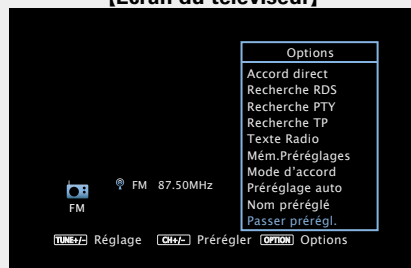 [Écran du téléviseur]
Options
Accord direct
Recherche RDS
Recherche PTY
Recherche TP
Texte Radio
Mém.Préréglages
Mode d'accord
Préréglage auto
Nom préréglé
Passer prérégl.
FM 87.50MHz
FM
TUNE+/- Réglage CH+/- Prérégler OPTION Options